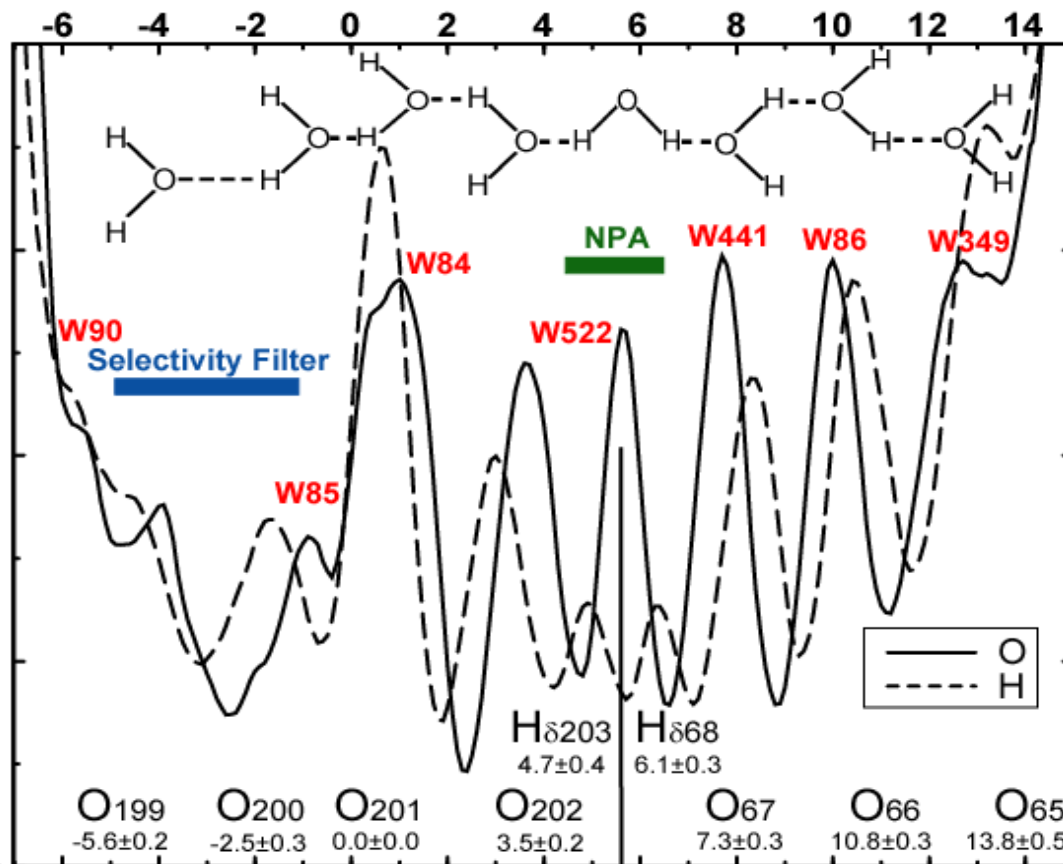 -6 -4 -2 0 2 4 6 8 10 12 14
H H O H H O H H O H O H H O H H O H H O H H
W90
Selectivity Filter
W85
W84
W522
NPA
W441
W86
W349
O
H
Hδ203
4.7±0.4
Hδ68
6.1±0.3
O199 O200 O201 O202 O67 O66 O65
-5.6±0.2 -2.5±0.3 0.0±0.0 3.5±0.2 7.3±0.3 10.8±0.3 13.8±0.5